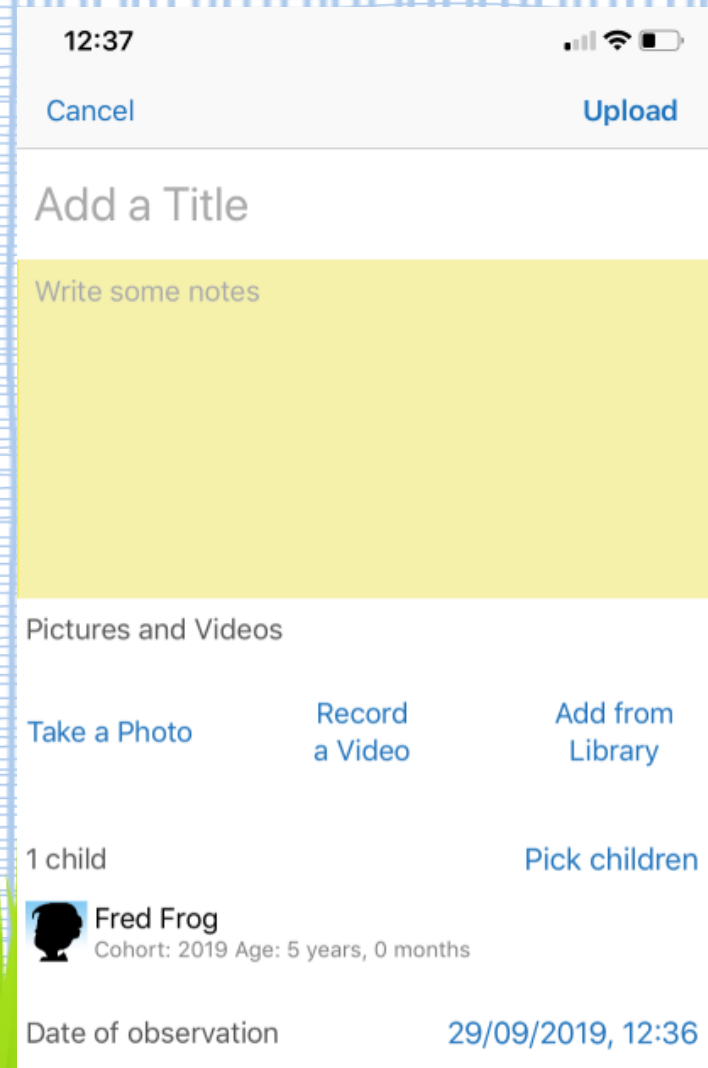 12:37
Cancel Upload
Add a Title
Write some notes
Pictures and Videos
Take a Photo
Record
a Video
Add from
Library
1 child Pick children
Fred Frog
Cohort: 2019 Age: 5 years, 0 months
Date of observation 29/09/2019, 12:36